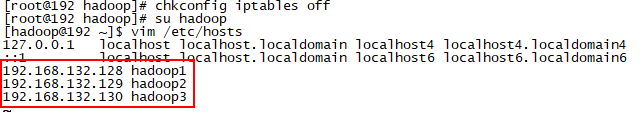 [root@192 hadoop]# chkconfig iptables off
[root@192 hadoop]# su hadoop
[hadoop@192 ~]$ vim /etc/hosts
127.0.0.1   localhost localhost.localdomain localhost4 localhost4.localdomain4
::1         localhost localhost.localdomain localhost6 localhost6.localdomain6
192.168.132.128 hadoop1
192.168.132.129 hadoop2
192.168.132.130 hadoop3
~